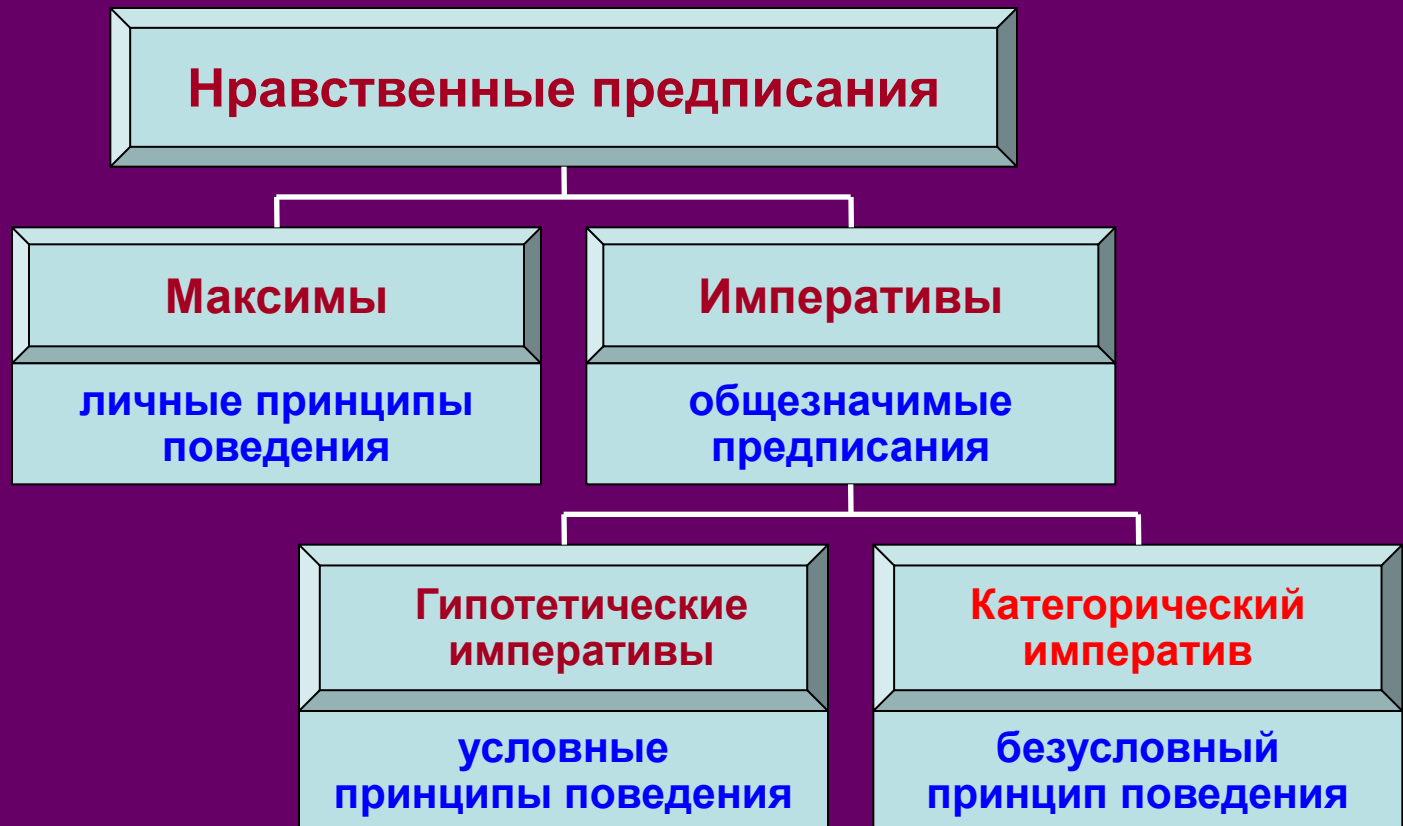 Нравственные предписания
Максимы
личные принципы
поведения
Императивы
общезначимые
предписания
Гипотетические
императивы
условные
принципы поведения
Категорический
императив
безусловный
принцип поведения